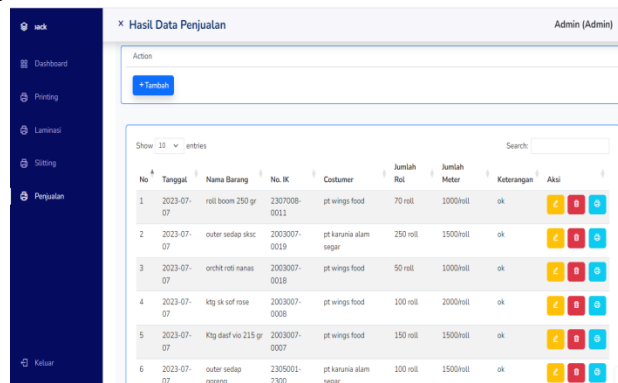 sack
× Hasil Data Penjualan
Admin (Admin)
Dashboard
Printing
Laminasi
Slitting
Penjualan
Keluar
Action
+Tambah
Show 10 entries
Search:
No Tanggal Nama Barang No. IK Costumer Jumlah Rol Jumlah Meter Keterangan Aksi
1 2023-07-07 roll boom 250 gr 2307008-0011 pt wings food 70 roll 1000/roll ok
2 2023-07-07 outer sedap sksc 2003007-0019 pt karunia alam segar 250 roll 1500/roll ok
3 2023-07-07 orchit roti nanas 2003007-0018 pt wings food 50 roll 1000/roll ok
4 2023-07-07 ktg sk sof rose 2003007-0008 pt wings food 100 roll 2000/roll ok
5 2023-07-07 Ktg dasf vio 215 gr 2003007-0007 pt wings food 150 roll 1500/roll ok
6 2023-07-07 outer sedap goreng 2305001-2300 pt karunia alam segar 100 roll 1500/roll ok